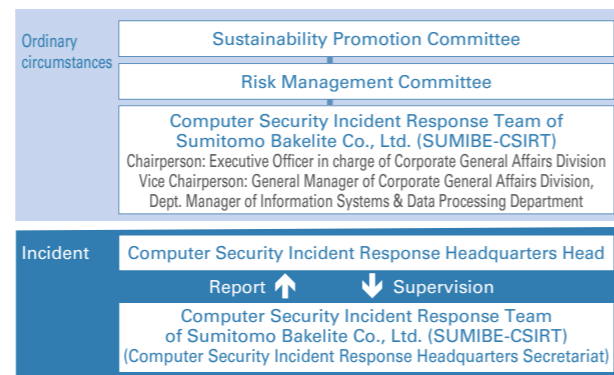 Ordinary
circumstances
Sustainability Promotion Committee
Risk Management Committee
Computer Security Incident Response Team of
Sumitomo Bakelite Co., Ltd. (SUMIBE-CSIRT)
Chairperson: Executive Officer in charge of Corporate General Affairs Division
Vice Chairperson: General Manager of Corporate General Affairs Division,
Dept. Manager of Information Systems & Data Processing Department
Incident
Computer Security Incident Response Headquarters Head
Report
Supervision
Computer Security Incident Response Team
of Sumitomo Bakelite Co., Ltd. (SUMIBE-CSIRT)
(Computer Security Incident Response Headquarters Secretariat)